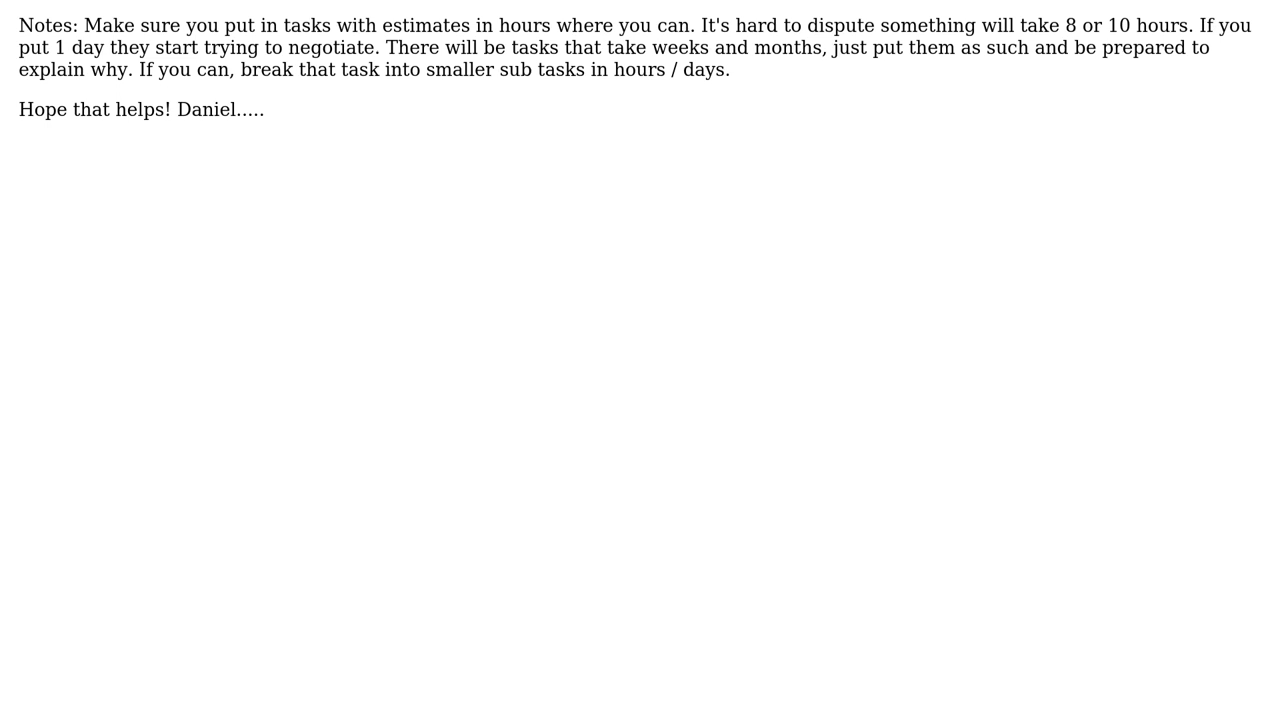 Notes: Make sure you put in tasks with estimates in hours where you can. It's hard to dispute something will take 8 or 10 hours. If you
put 1 day they start trying to negotiate. There will be tasks that take weeks and months, just put them as such and be prepared to
explain why. If you can, break that task into smaller sub tasks in hours / days.
Hope that helps! Daniel.....